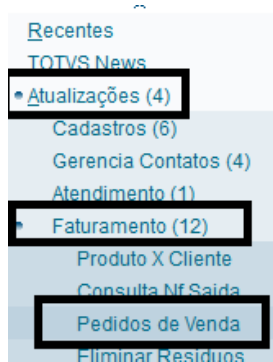 Recentes
TOTVS News
Atualizações (4)
Cadastros (6)
Gerencia Contatos (4)
Atendimento (1)
Faturamento (12)
Produto X Cliente
Consulta Nf Saida
Pedidos de Venda
Eliminar Resíduos